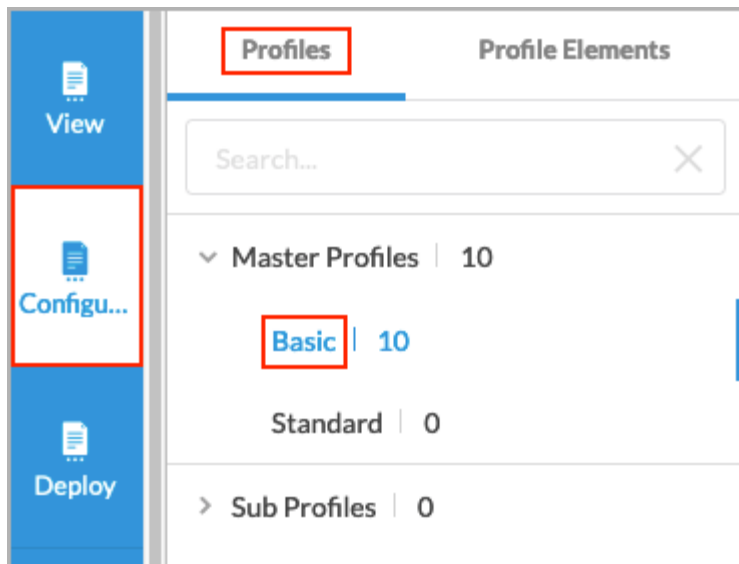 View
Configu...
Deploy
Profiles
Profile Elements
Search...
Master Profiles 10
Basic 10
Standard 0
Sub Profiles 0